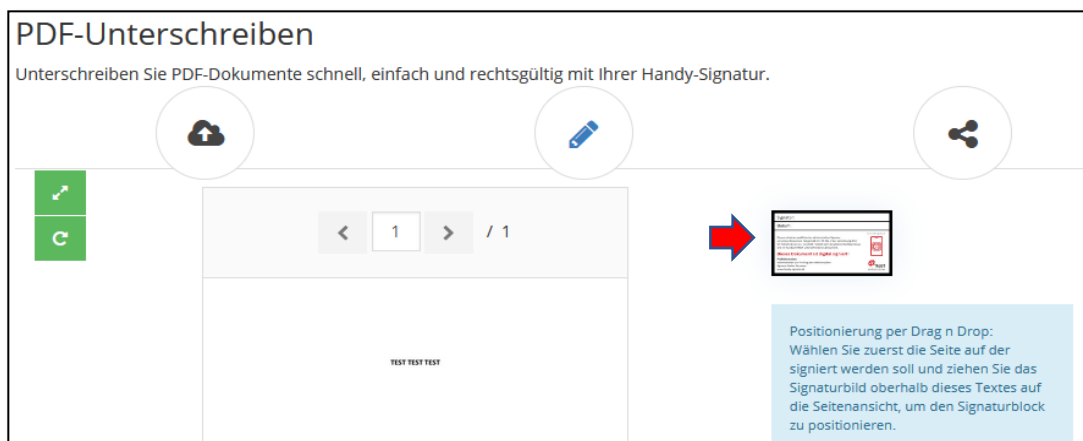 PDF-Unterschreiben
Unterschreiben Sie PDF-Dokumente schnell, einfach und rechtsgültig mit Ihrer Handy-Signatur.
1 / 1
TEST TEST TEST
Positionierung per Drag n Drop:
Wählen Sie zuerst die Seite auf der
signiert werden soll und ziehen Sie das
Signaturbild oberhalb dieses Textes auf
die Seitenansicht, um den Signaturblock
zu positionieren.